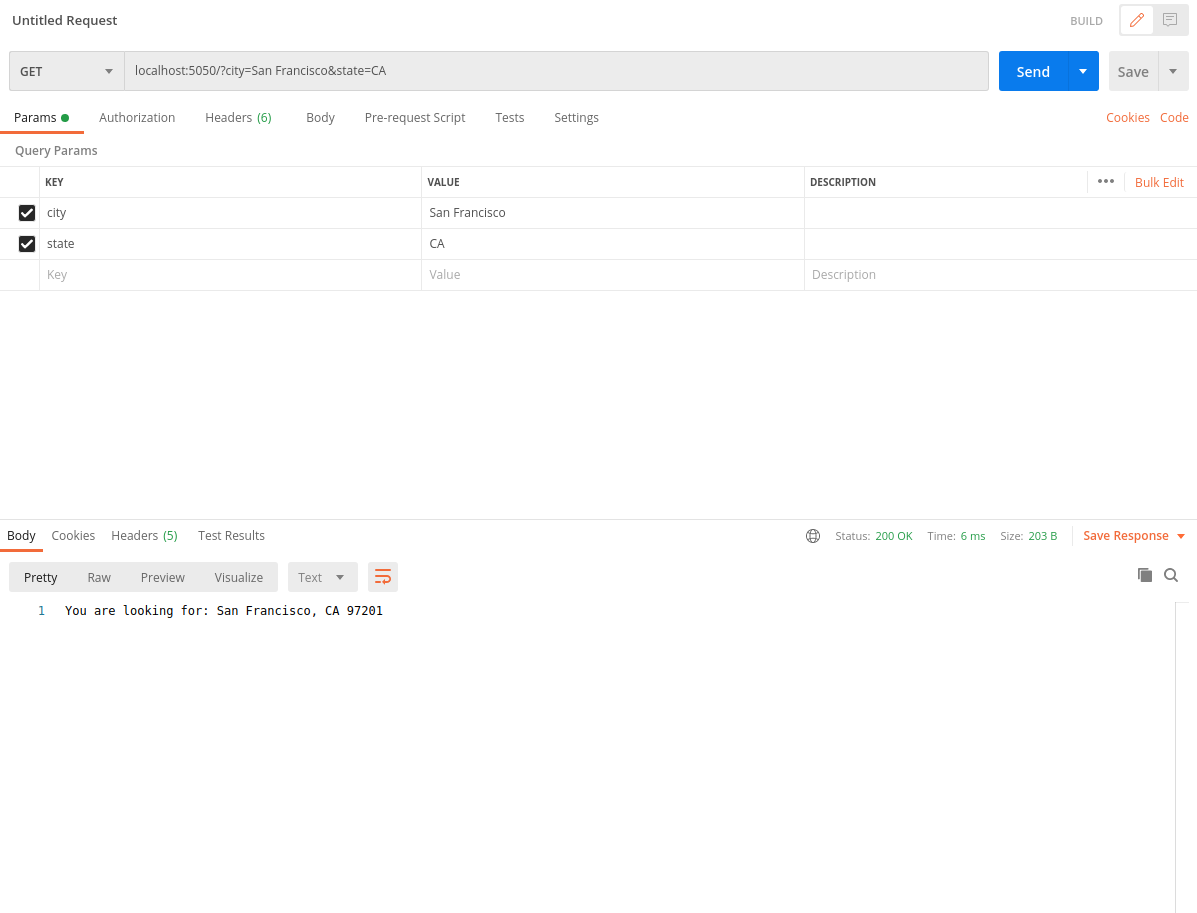 Untitled Request
BUILD
GET
localhost:5050/?city=San Francisco&state=CA
Send
Save
Params
Authorization
Headers (6)
Body
Pre-request Script
Tests
Settings
Cookies
Code
Query Params
KEY VALUE DESCRIPTION ••• Bulk Edit
city San Francisco
state CA
Key Value Description
Body
Cookies
Headers (5)
Test Results
Status: 200 OK
Time: 6 ms
Size: 203 B
Save Response
Pretty
Raw
Preview
Visualize
Text
1 You are looking for: San Francisco, CA 97201